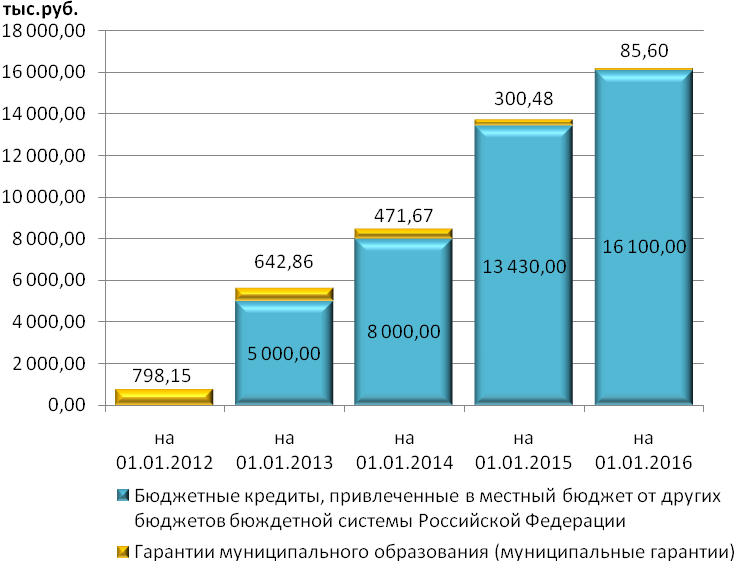 тыс.руб.
18 000,00
16 000,00
14 000,00
12 000,00
10 000,00
8 000,00
6 000,00
4 000,00
2 000,00
0,00
798,15
642,86
5 000,00
471,67
8 000,00
300,48
13 430,00
85,60
16 100,00
на
01.01.2012
на
01.01.2013
на
01.01.2014
на
01.01.2015
на
01.01.2016
Бюджетные кредиты, привлеченные в местный бюджет от других
бюджетов бюждетной системы Российской Федерации
Гарантии муниципального образования (муниципальные гарантии)